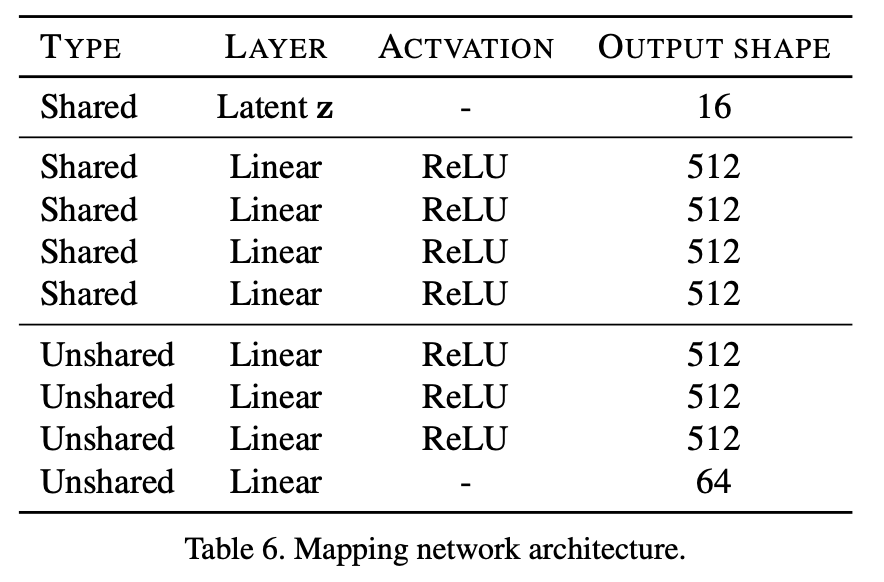 TYPE LAYER ACTVATION OUTPUT SHAPE
Shared Latent z - 16
Shared Linear ReLU 512
Shared Linear ReLU 512
Shared Linear ReLU 512
Shared Linear ReLU 512
Unshared Linear ReLU 512
Unshared Linear ReLU 512
Unshared Linear ReLU 512
Unshared Linear - 64
Table 6. Mapping network architecture.